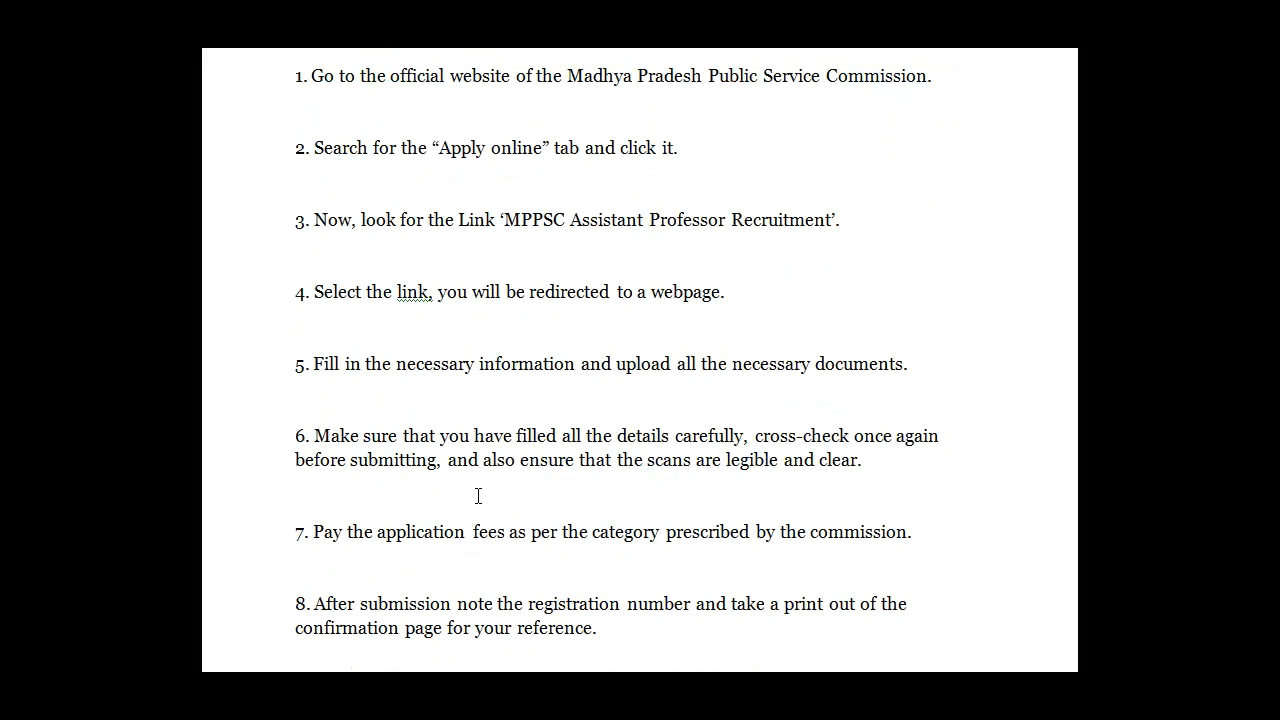 1. Go to the official website of the Madhya Pradesh Public Service Commission.
2. Search for the “Apply online” tab and click it.
3. Now, look for the Link ‘MPPSC Assistant Professor Recruitment’.
4. Select the link, you will be redirected to a webpage.
5. Fill in the necessary information and upload all the necessary documents.
6. Make sure that you have filled all the details carefully, cross-check once again
before submitting, and also ensure that the scans are legible and clear.
7. Pay the application fees as per the category prescribed by the commission.
8. After submission note the registration number and take a print out of the
confirmation page for your reference.